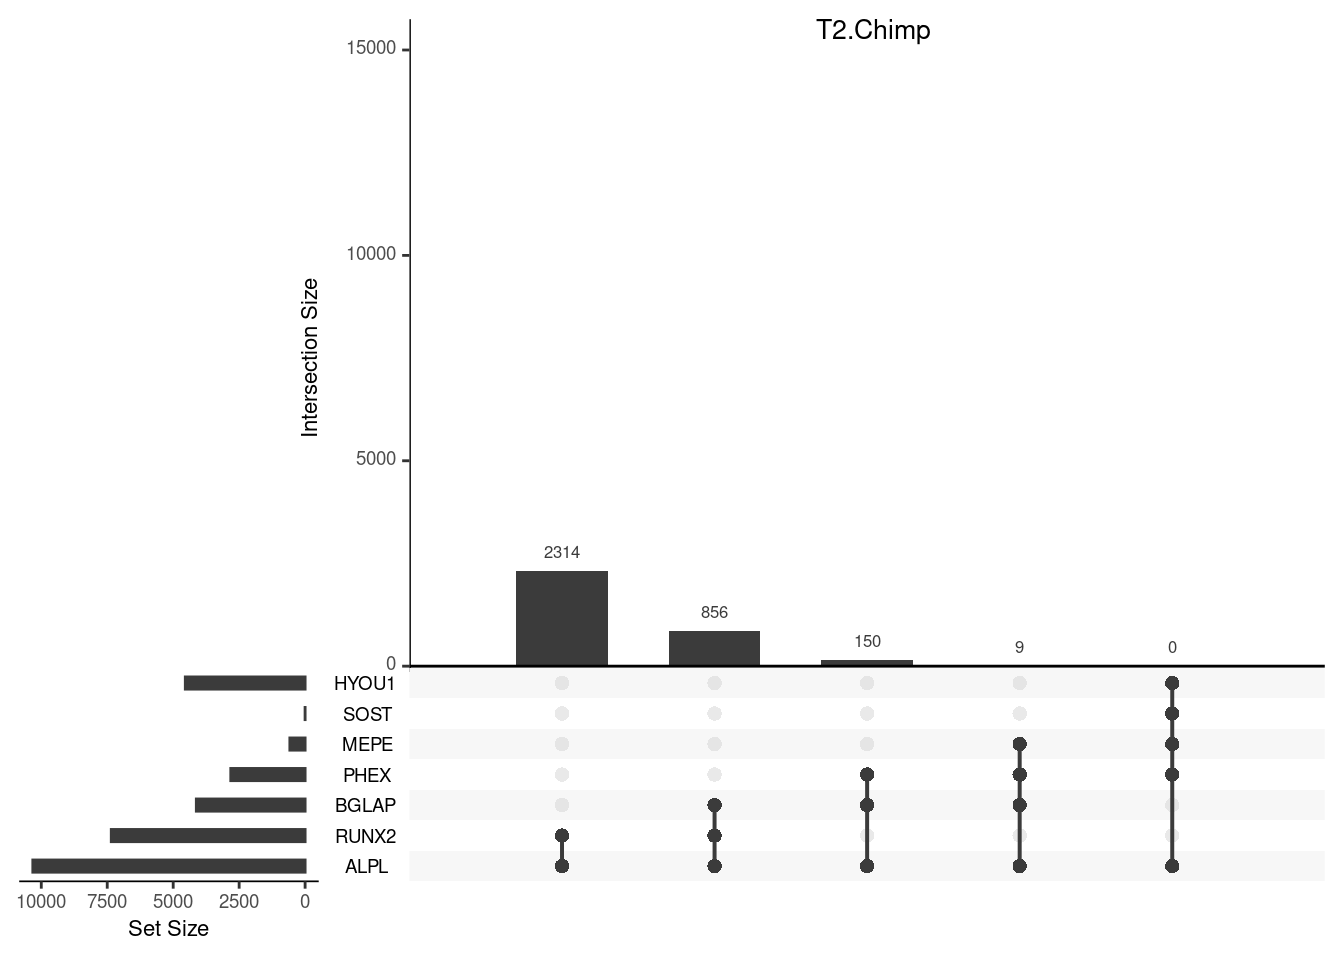 T2.Chimp
15000
10000
5000
0
Intersection Size
2314
856
150
9
0
HYOU1
SOST
MEPE
PHEX
BGLAP
RUNX2
ALPL
10000 7500 5000 2500 0
Set Size